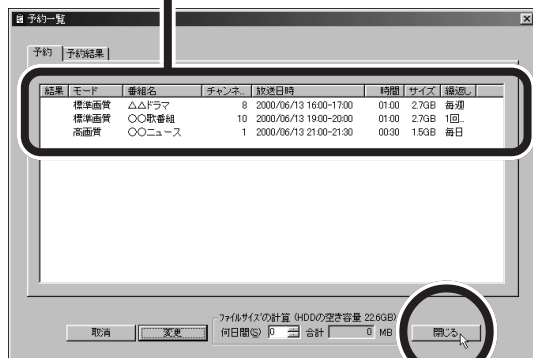 予約一覧
予約 予約結果
結果 モード 番組名 チャンネ... 放送日時 時間 サイズ 繰返し
標準画質 △△ドラマ 8 2000/06/13 16:00-17:00 01:00 2.7GB 毎週
標準画質 ○○歌番組 10 2000/06/13 19:00-20:00 01:00 2.7GB 1回...
高画質 ○○ニュース 1 2000/06/13 21:00-21:30 00:30 1.5GB 毎日
ファイルサイズの計算 (HDDの空き容量 22.6GB)
取消 変更 何日間(S) 0 合計 0 MB 閉じる